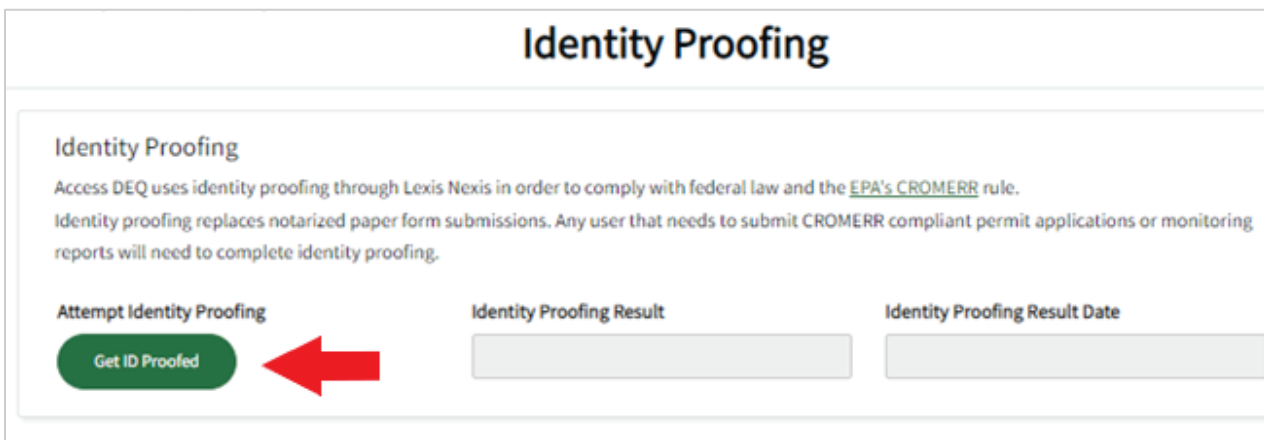 Identity Proofing
Identity Proofing
Access DEQ uses identity proofing through Lexis Nexis in order to comply with federal law and the EPA's CROMERR rule.
Identity proofing replaces notarized paper form submissions. Any user that needs to submit CROMERR compliant permit applications or monitoring
reports will need to complete identity proofing.
Attempt Identity Proofing Identity Proofing Result Identity Proofing Result Date
Get ID Proofed